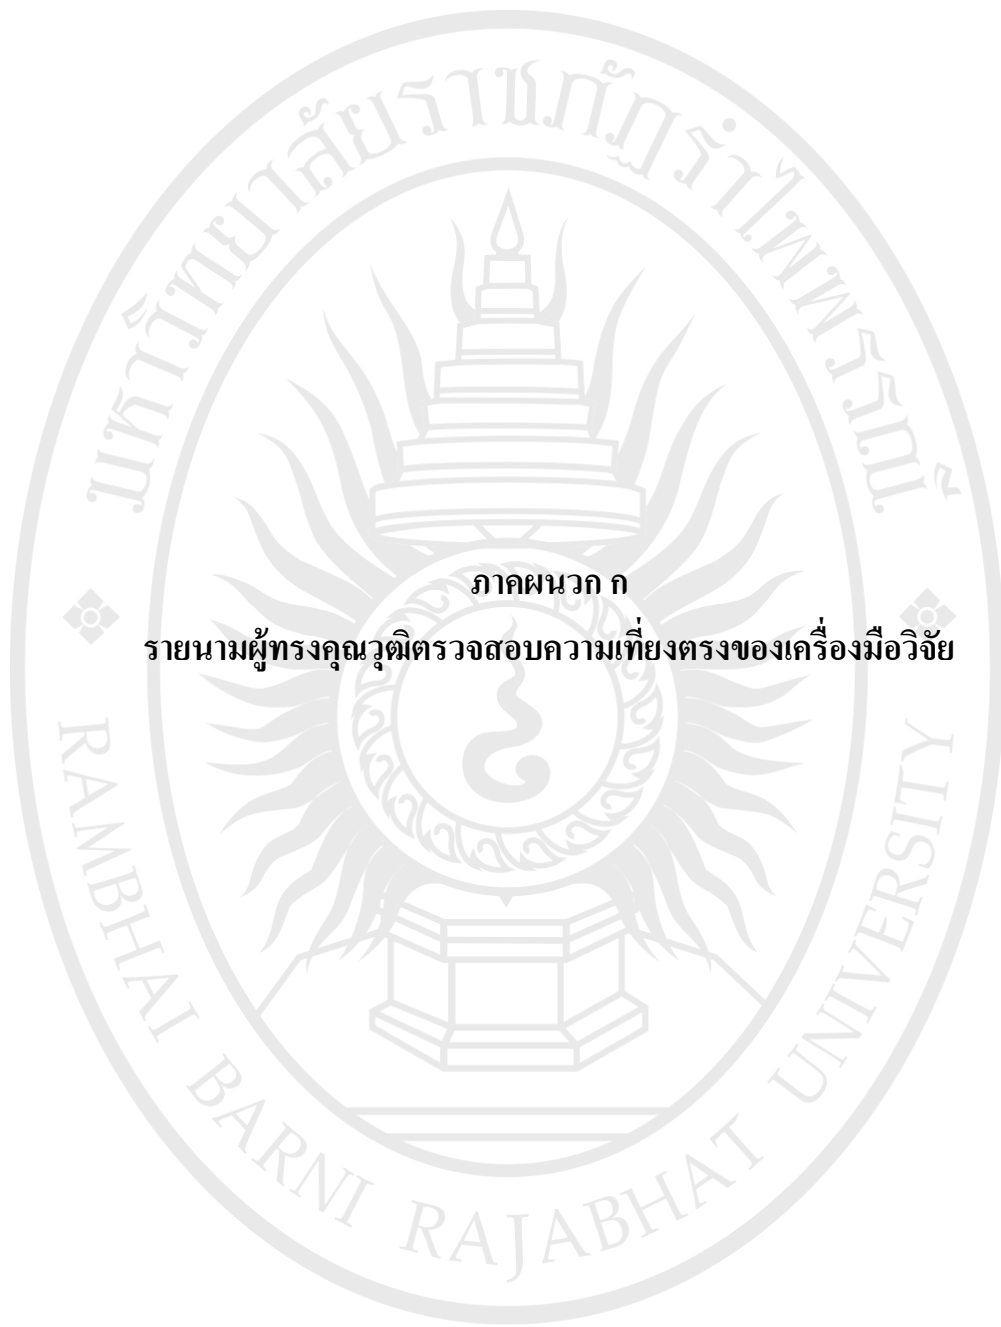 มหาวิทยาลัยราชภัฏรำไพพรรณี
ภาคผนวก ก
รายนามผู้ทรงคุณวุฒิตรวจสอบความเที่ยงตรงของเครื่องมือวิจัย
RAMBHAI BARNI RAJABHAT UNIVERSITY